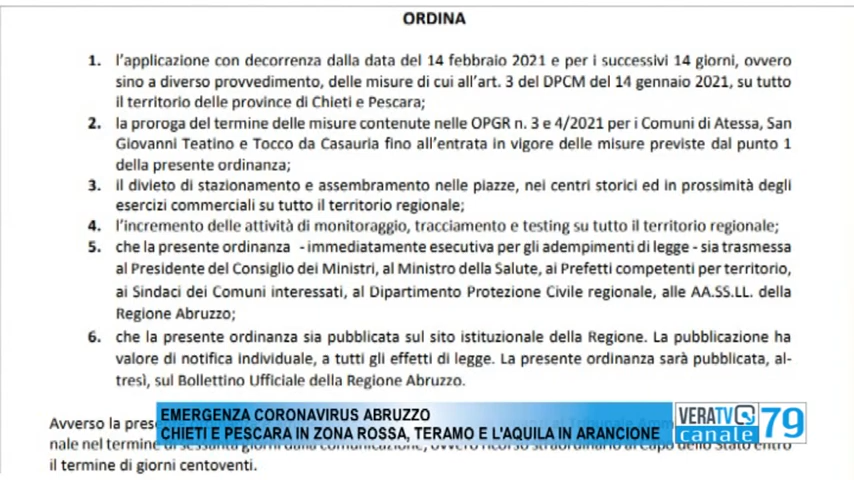 ORDINA
1. l'applicazione con decorrenza dalla data del 14 febbraio 2021 e per i successivi 14 giorni, ovvero
sino a diverso provvedimento, delle misure di cui all'art. 3 del DPCM del 14 gennaio 2021, su tutto
il territorio delle province di Chieti e Pescara;
2. la proroga del termine delle misure contenute nelle OPGR n. 3 e 4/2021 per i Comuni di Atessa, San
Giovanni Teatino e Tocco da Casauria fino all'entrata in vigore delle misure previste dal punto 1
della presente ordinanza;
3. il divieto di stazionamento e assembramento nelle piazze, nei centri storici ed in prossimità degli
esercizi commerciali su tutto il territorio regionale;
4. l'incremento delle attività di monitoraggio, tracciamento e testing su tutto il territorio regionale;
5. che la presente ordinanza - immediatamente esecutiva per gli adempimenti di legge - sia trasmessa
al Presidente del Consiglio dei Ministri, al Ministro della Salute, ai Prefetti competenti per territorio,
ai Sindaci dei Comuni interessati, al Dipartimento Protezione Civile regionale, alle AA.SS.LL. della
Regione Abruzzo;
6. che la presente ordinanza sia pubblicata sul sito istituzionale della Regione. La pubblicazione ha
valore di notifica individuale, a tutti gli effetti di legge. La presente ordinanza sarà pubblicata, al-
tresì, sul Bollettino Ufficiale della Regione Abruzzo.
Avverso la pres
nale nel termine
il termine di giorni centoventi.
EMERGENZA CORONAVIRUS ABRUZZO
CHIETI E PESCARA IN ZONA ROSSA, TERAMO E L'AQUILA IN ARANCIONE
VERATV
canale 79